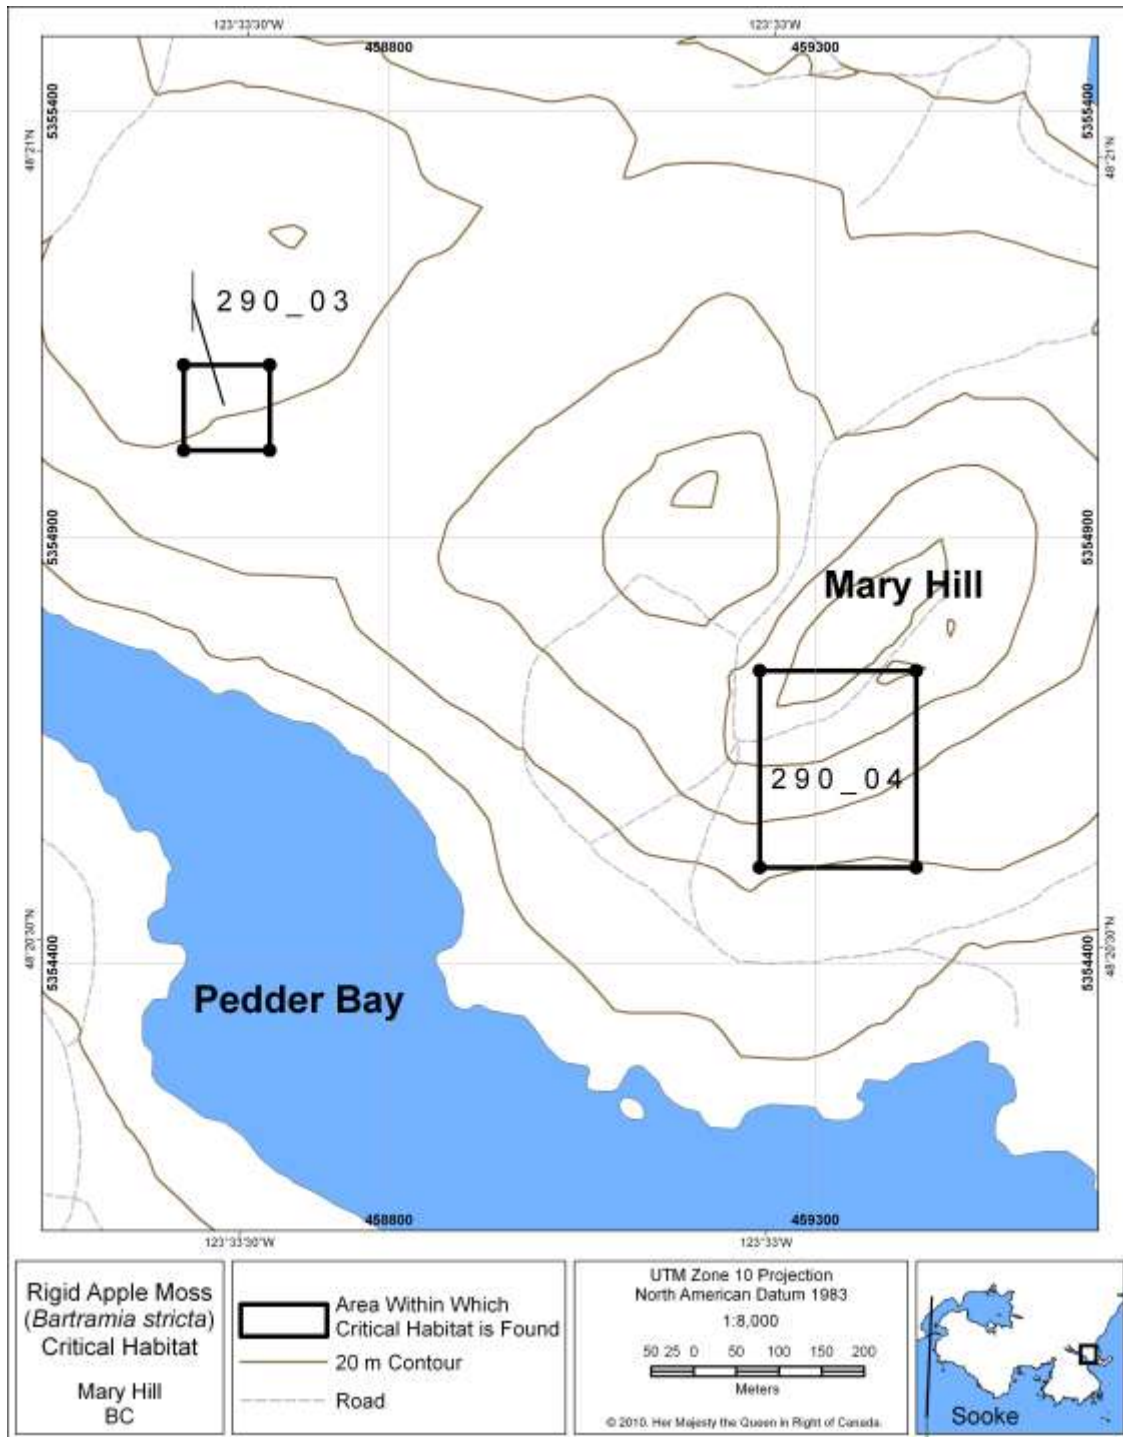 123°33'30"W
123°33'W
458800
459300
5355400
5355400
48°21'N
48°21'N
290_03
5354900
5354900
Mary Hill
290_04
48°20'30"N
48°20'30"N
5354400
5354400
Pedder Bay
458800
459300
123°33'30"W
123°33'W
Rigid Apple Moss
(Bartramia stricta)
Critical Habitat
Mary Hill
BC
Area Within Which
Critical Habitat is Found
20 m Contour
Road
UTM Zone 10 Projection
North American Datum 1983
1:8,000
50 25 0 50 100 150 200
Meters
© 2010. Her Majesty the Queen in Right of Canada.
Sooke